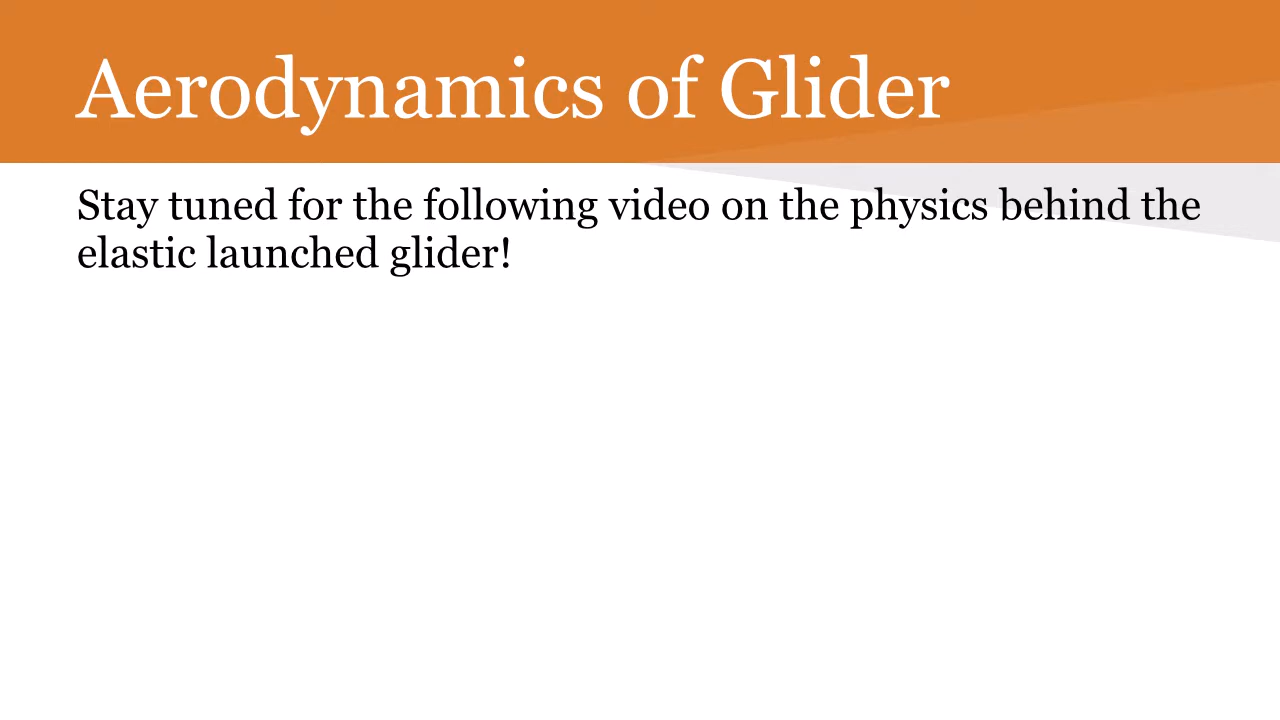 Aerodynamics of Glider
Stay tuned for the following video on the physics behind the
elastic launched glider!